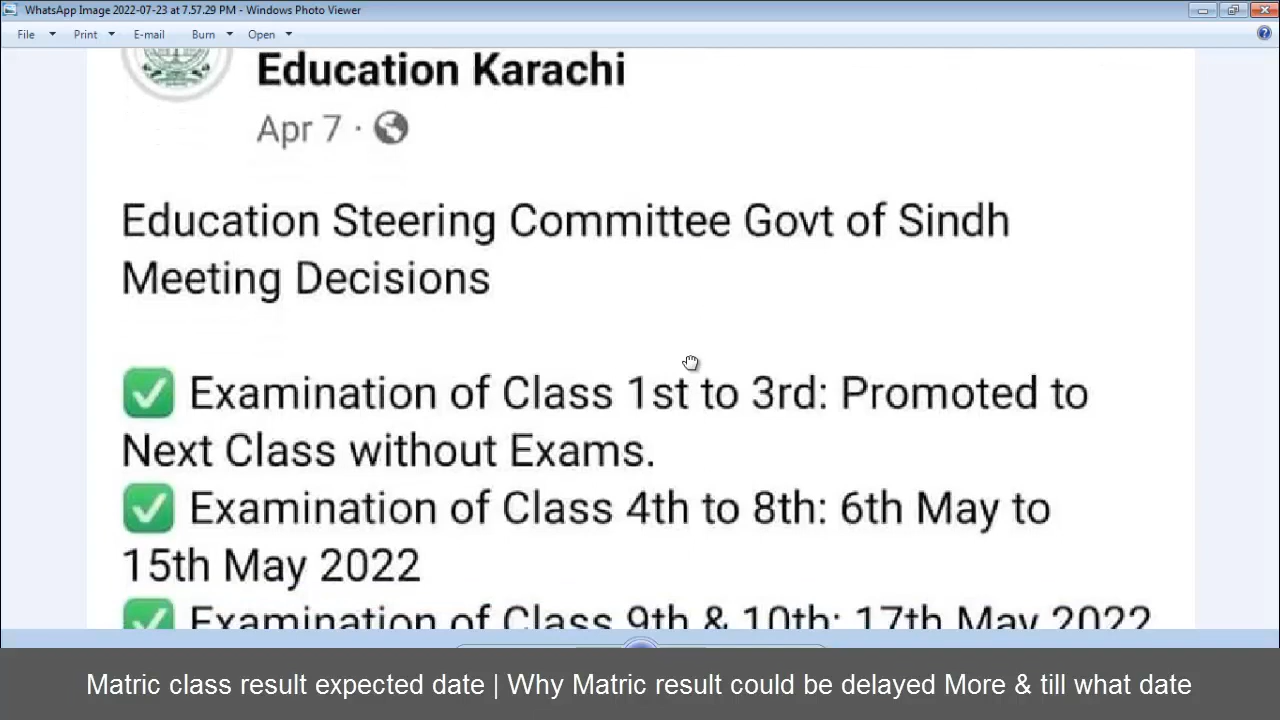 WhatsApp Image 2022-07-23 at 7.57.29 PM - Windows Photo Viewer
File Print E-mail Burn Open
Education Karachi
Apr 7 ·
Education Steering Committee Govt of Sindh
Meeting Decisions
✅ Examination of Class 1st to 3rd: Promoted to
Next Class without Exams.
✅ Examination of Class 4th to 8th: 6th May to
15th May 2022
✅ Examination of Class 9th & 10th: 17th May 2022
Matric class result expected date | Why Matric result could be delayed More & till what date